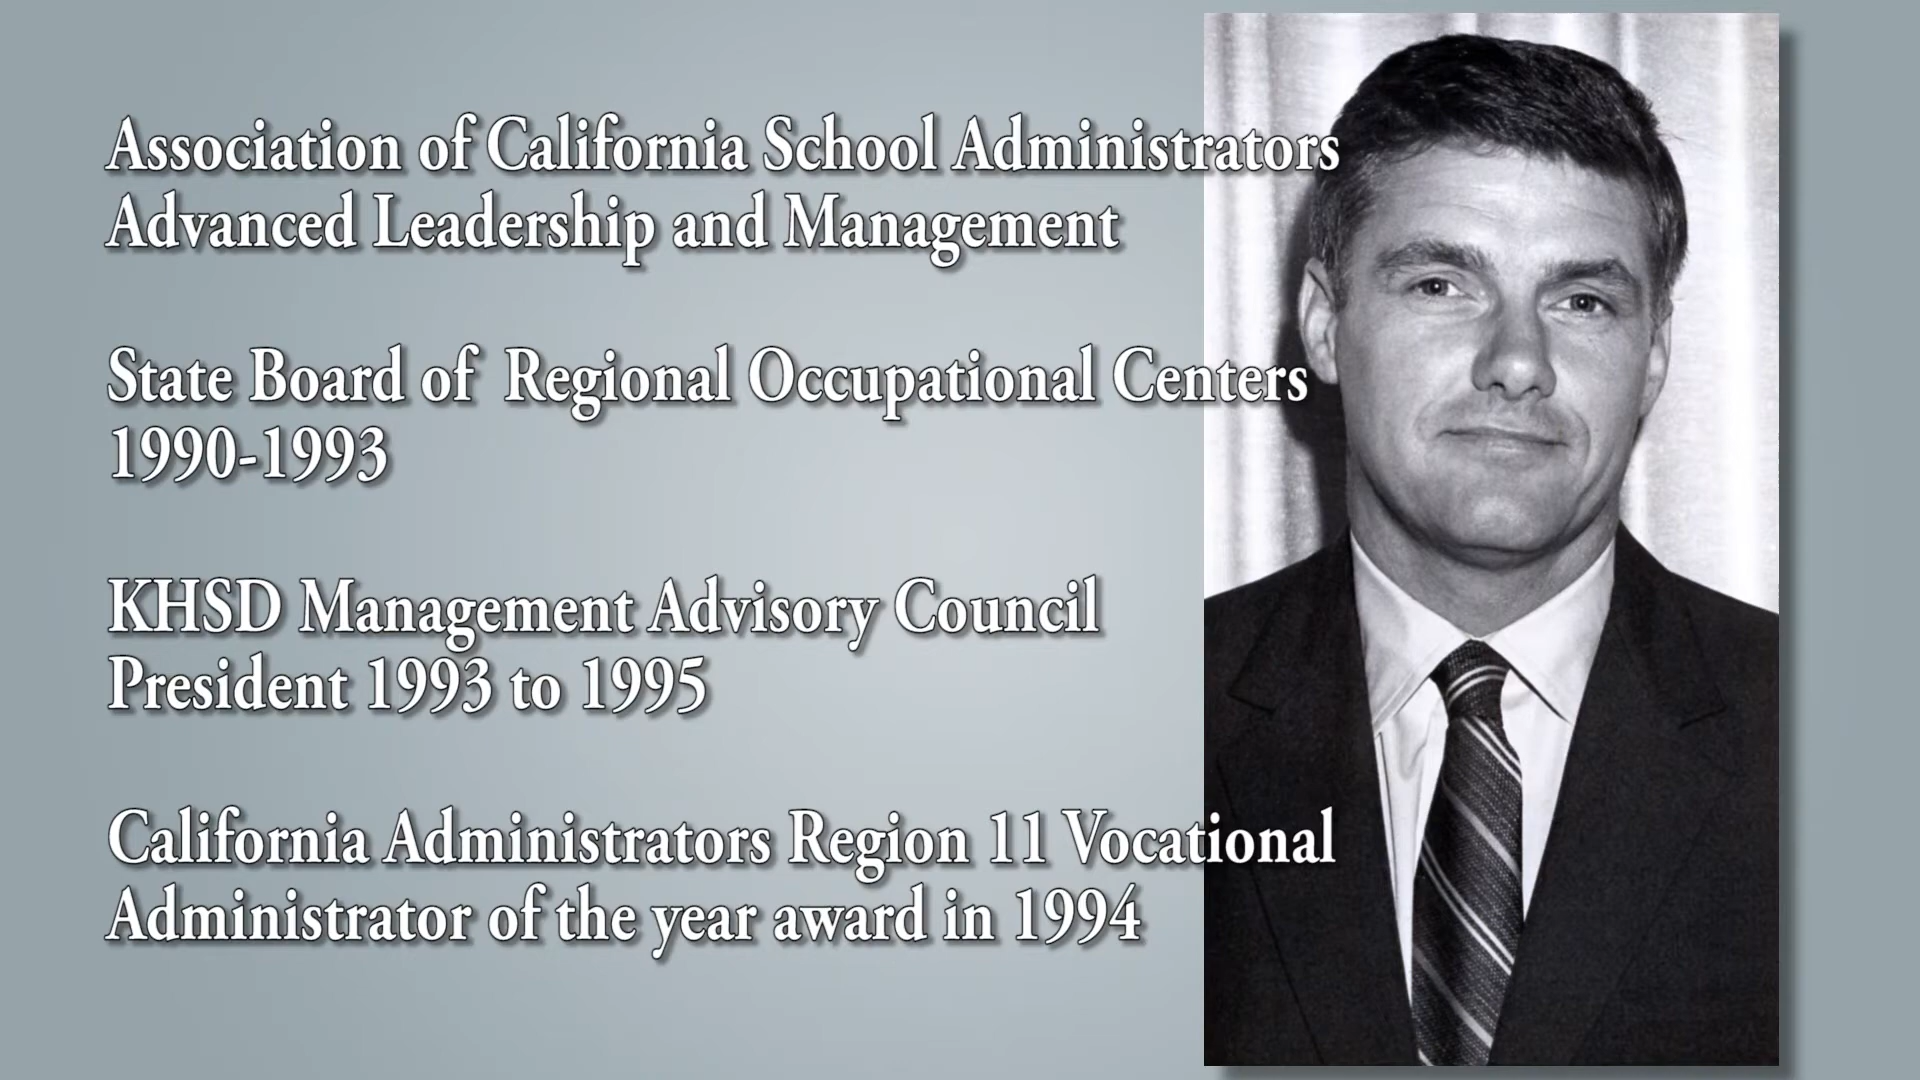 Association of California School Administrators
Advanced Leadership and Management
State Board of Regional Occupational Centers
1990-1993
KHSD Management Advisory Council
President 1993 to 1995
California Administrators Region 11 Vocational
Administrator of the year award in 1994